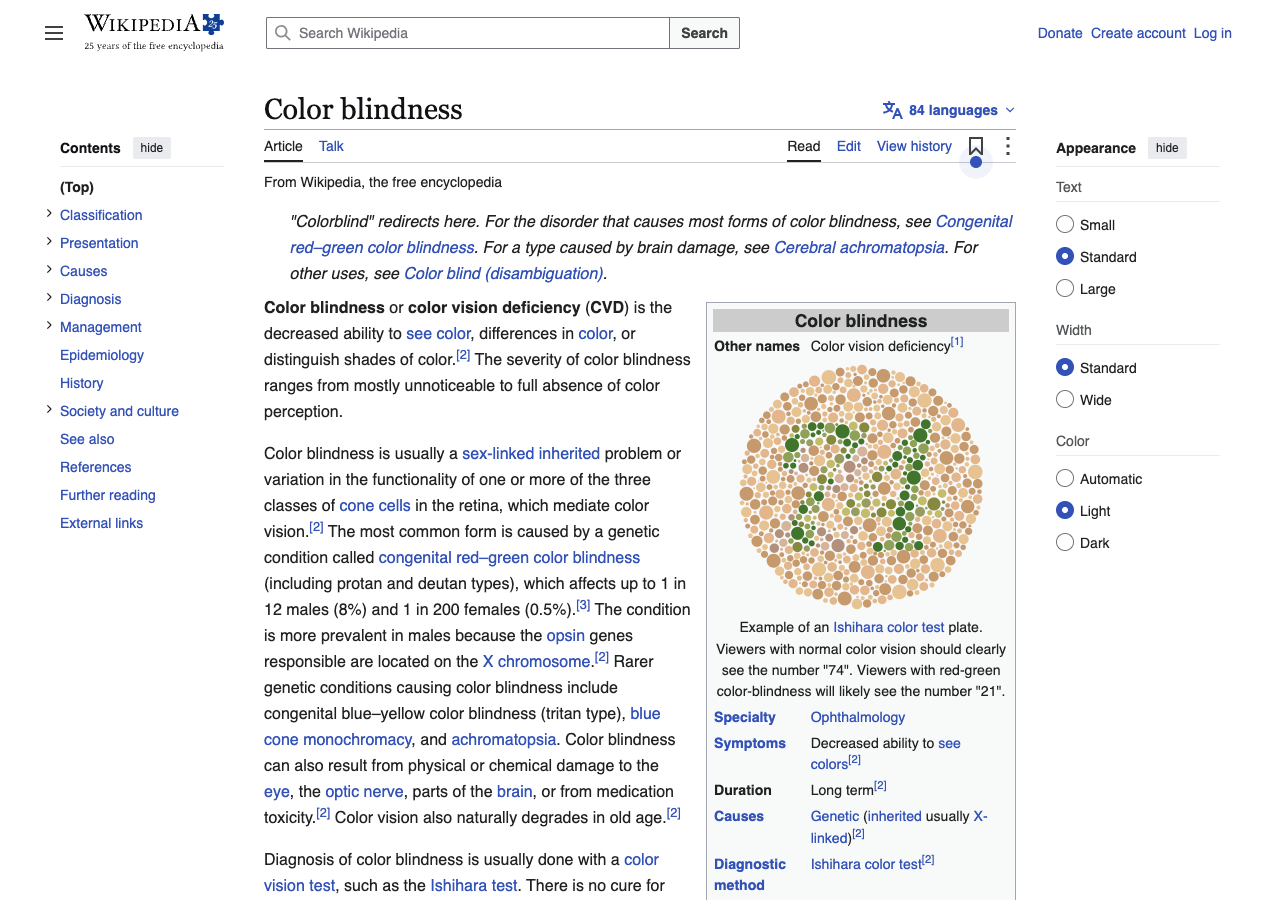 WIKIPEDIA 25
25 years of the free encyclopedia
Search Wikipedia
Search
Donate Create account Log in
Color blindness
84 languages
Article Talk
Read Edit View history
From Wikipedia, the free encyclopedia
Contents hide
(Top)
Classification
Presentation
Causes
Diagnosis
Management
Epidemiology
History
Society and culture
See also
References
Further reading
External links
"Colorblind" redirects here. For the disorder that causes most forms of color blindness, see Congenital
red–green color blindness. For a type caused by brain damage, see Cerebral achromatopsia. For
other uses, see Color blind (disambiguation).
Color blindness or color vision deficiency (CVD) is the
decreased ability to see color, differences in color, or
distinguish shades of color.[2] The severity of color blindness
ranges from mostly unnoticeable to full absence of color
perception.
Color blindness is usually a sex-linked inherited problem or
variation in the functionality of one or more of the three
classes of cone cells in the retina, which mediate color
vision.[2] The most common form is caused by a genetic
condition called congenital red–green color blindness
(including protan and deutan types), which affects up to 1 in
12 males (8%) and 1 in 200 females (0.5%).[3] The condition
is more prevalent in males because the opsin genes
responsible are located on the X chromosome.[2] Rarer
genetic conditions causing color blindness include
congenital blue–yellow color blindness (tritan type), blue
cone monochromacy, and achromatopsia. Color blindness
can also result from physical or chemical damage to the
eye, the optic nerve, parts of the brain, or from medication
toxicity.[2] Color vision also naturally degrades in old age.[2]
Diagnosis of color blindness is usually done with a color
vision test, such as the Ishihara test. There is no cure for
Color blindness
Other names Color vision deficiency[1]
74
Example of an Ishihara color test plate.
Viewers with normal color vision should clearly
see the number "74". Viewers with red-green
color-blindness will likely see the number "21".
Specialty Ophthalmology
Symptoms Decreased ability to see
colors[2]
Duration Long term[2]
Causes Genetic (inherited usually X-
linked)[2]
Diagnostic Ishihara color test[2]
method
Appearance hide
Text
Small
Standard
Large
Width
Standard
Wide
Color
Automatic
Light
Dark